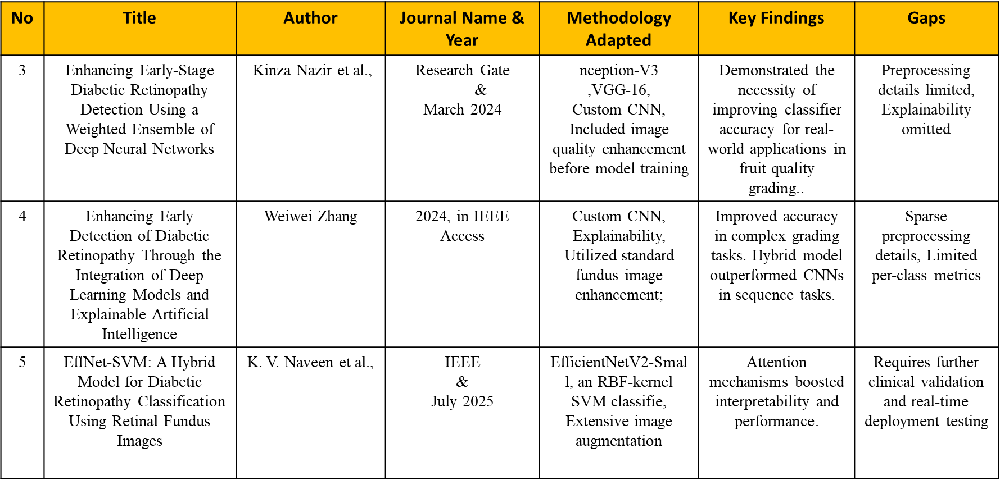 No
Title
Author
Journal Name &
Year
Methodology
Adapted
Key Findings
Gaps
3
Enhancing Early-Stage
Diabetic Retinopathy
Detection Using a
Weighted Ensemble of
Deep Neural Networks
Kinza Nazir et al.,
Research Gate
&
March 2024
nception-V3
,VGG-16,
Custom CNN,
Included image
quality enhancement
before model training
Demonstrated the
necessity of
improving classifier
accuracy for real-
world applications in
fruit quality
grading..
Preprocessing
details limited,
Explainability
omitted
4
Enhancing Early
Detection of Diabetic
Retinopathy Through the
Integration of Deep
Learning Models and
Explainable Artificial
Intelligence
Weiwei Zhang
2024, in IEEE
Access
Custom CNN,
Explainability,
Utilized standard
fundus image
enhancement;
Improved accuracy
in complex grading
tasks. Hybrid model
outperformed CNNs
in sequence tasks.
Sparse
preprocessing
details, Limited
per-class metrics
5
EffNet-SVM: A Hybrid
Model for Diabetic
Retinopathy Classification
Using Retinal Fundus
Images
K. V. Naveen et al.,
IEEE
&
July 2025
EfficientNetV2-Smal
l, an RBF-kernel
SVM classifie,
Extensive image
augmentation
Attention
mechanisms boosted
interpretability and
performance.
Requires further
clinical validation
and real-time
deployment testing